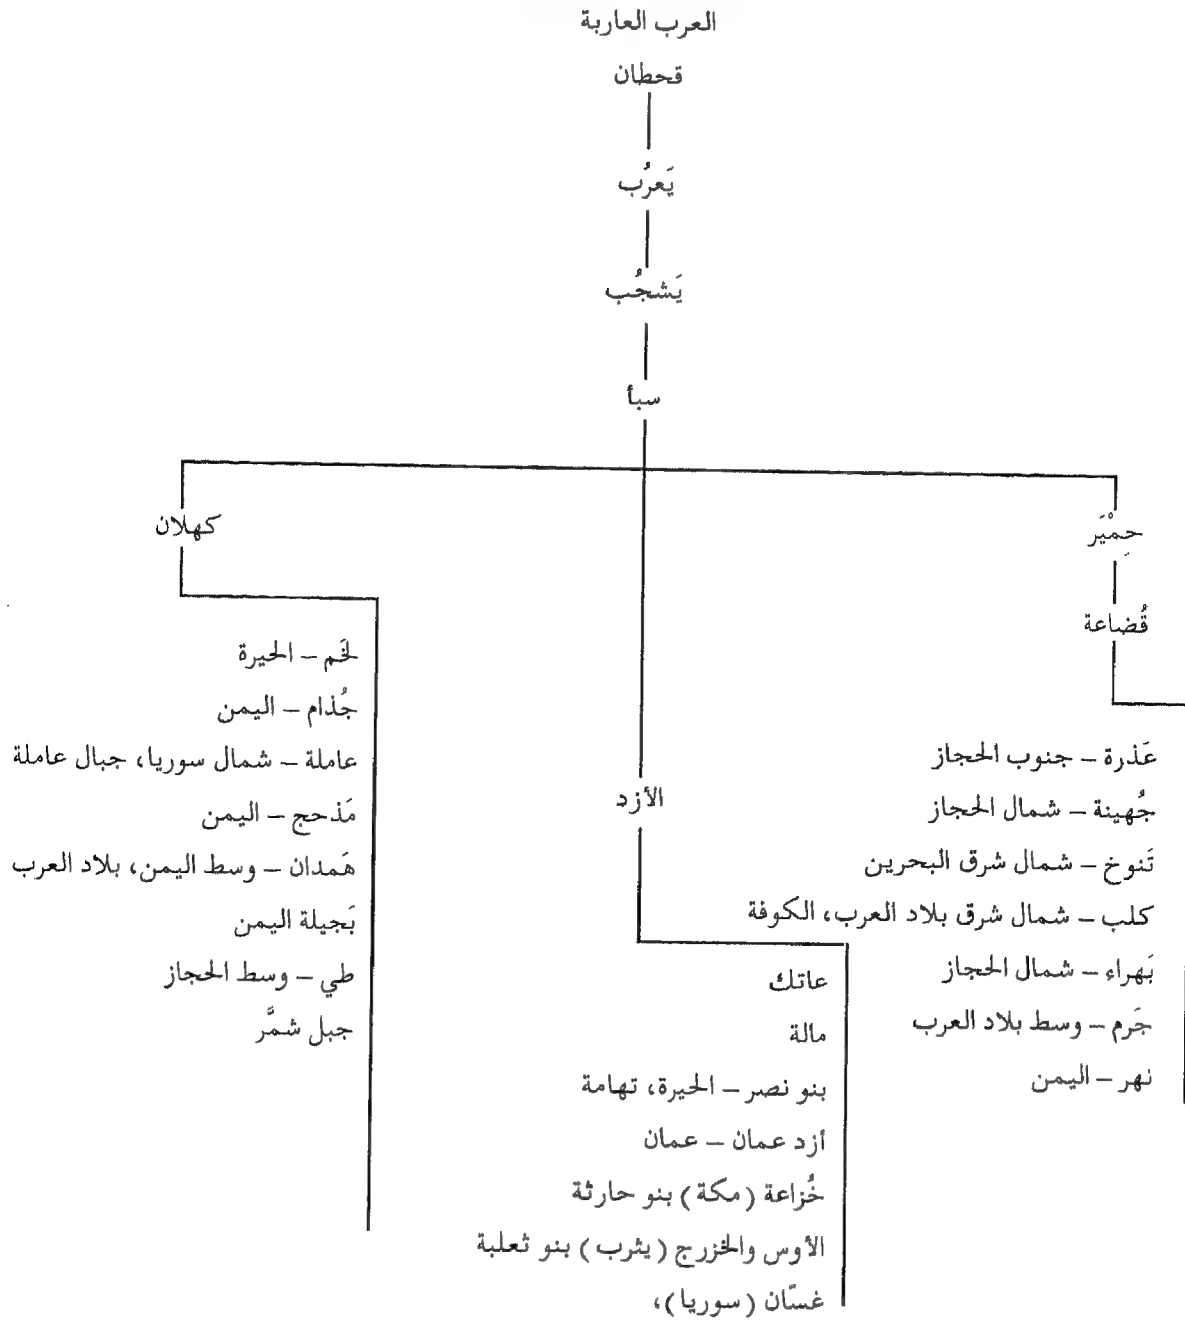 العرب العاربة
قحطان
يَعرُب
يَشجُب
سبأ
حِمْيَر
قُضاعة
عَذرة – جنوب الحجاز
جُهينة – شمال الحجاز
تَنوخ – شمال شرق البحرين
كلب – شمال شرق بلاد العرب، الكوفة
بَهراء – شمال الحجاز
جَرم – وسط بلاد العرب
نهر – اليمن
الأزد
عاتك
مالة
بنو نصر – الحيرة، تهامة
أزد عمان – عمان
خُزاعة (مكة) بنو حارثة
الأوس والخزرج (يثرب) بنو ثعلبة
غسّان (سوريا)،
كهلان
لخَم – الحيرة
جُذام – اليمن
عاملة – شمال سوريا، جبال عاملة
مَذحج – اليمن
هَمدان – وسط اليمن، بلاد العرب
بَجيلة اليمن
طي – وسط الحجاز
جبل شمَّر